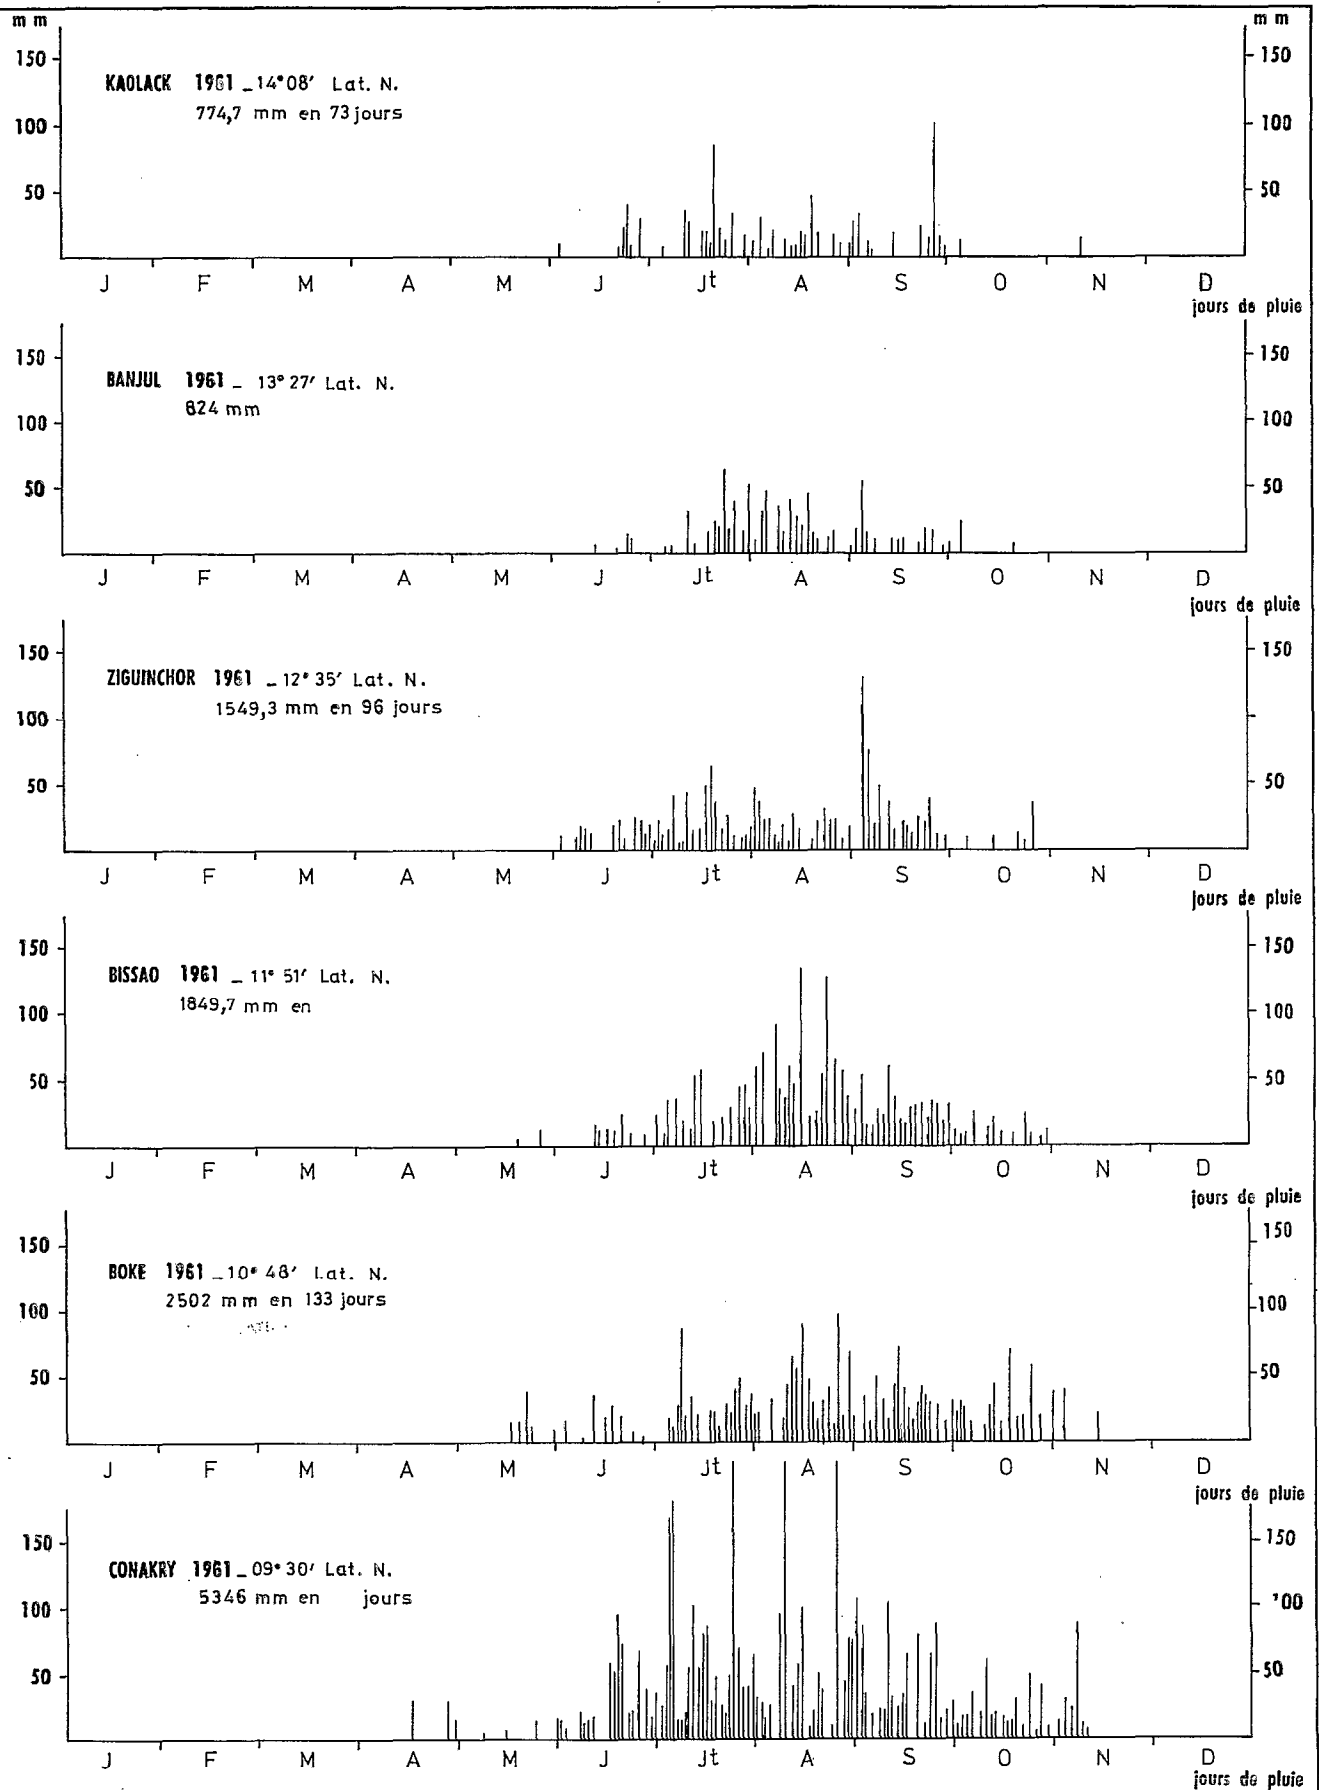 mm mm
150 150
KAOLACK 1961 _ 14°08' Lat. N.
774,7 mm en 73 jours
100 100
50 50
J F M A M J Jt A S O N D
jours de pluie
150 150
BANJUL 1961 _ 13°27' Lat. N.
824 mm
100 100
50 50
J F M A M J Jt A S O N D
jours de pluie
150 150
ZIGUINCHOR 1961 _ 12°35' Lat. N.
1549,3 mm en 96 jours
100
50 50
J F M A M J Jt A S O N D
jours de pluie
150 150
BISSAO 1961 _ 11°51' Lat. N.
1849,7 mm en
100 100
50 50
J F M A M J Jt A S O N D
jours de pluie
150 150
BOKE 1961 _ 10°48' Lat. N.
2502 mm en 133 jours
100 100
50 50
J F M A M J Jt A S O N D
jours de pluie
150 150
CONAKRY 1961 _ 09°30' Lat. N.
5346 mm en jours
100 100
50 50
J F M A M J Jt A S O N D
jours de pluie